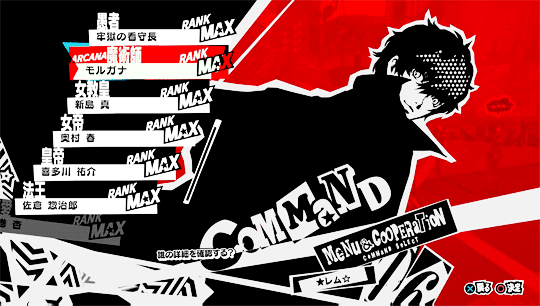 愚者
牢獄の看守長
RANK MAX
ARCANA 魔術師
モルガナ
RANK MAX
女教皇
新島 真
RANK MAX
女帝
奥村 春
RANK MAX
皇帝
喜多川 祐介
RANK MAX
法王
佐倉 惣治郎
RANK MAX
巻 杏
MAX
COMMAND
MENU & COOPERATION
COMMAND SELECT
誰の詳細を確認する?
★レム☆
戻る
決定